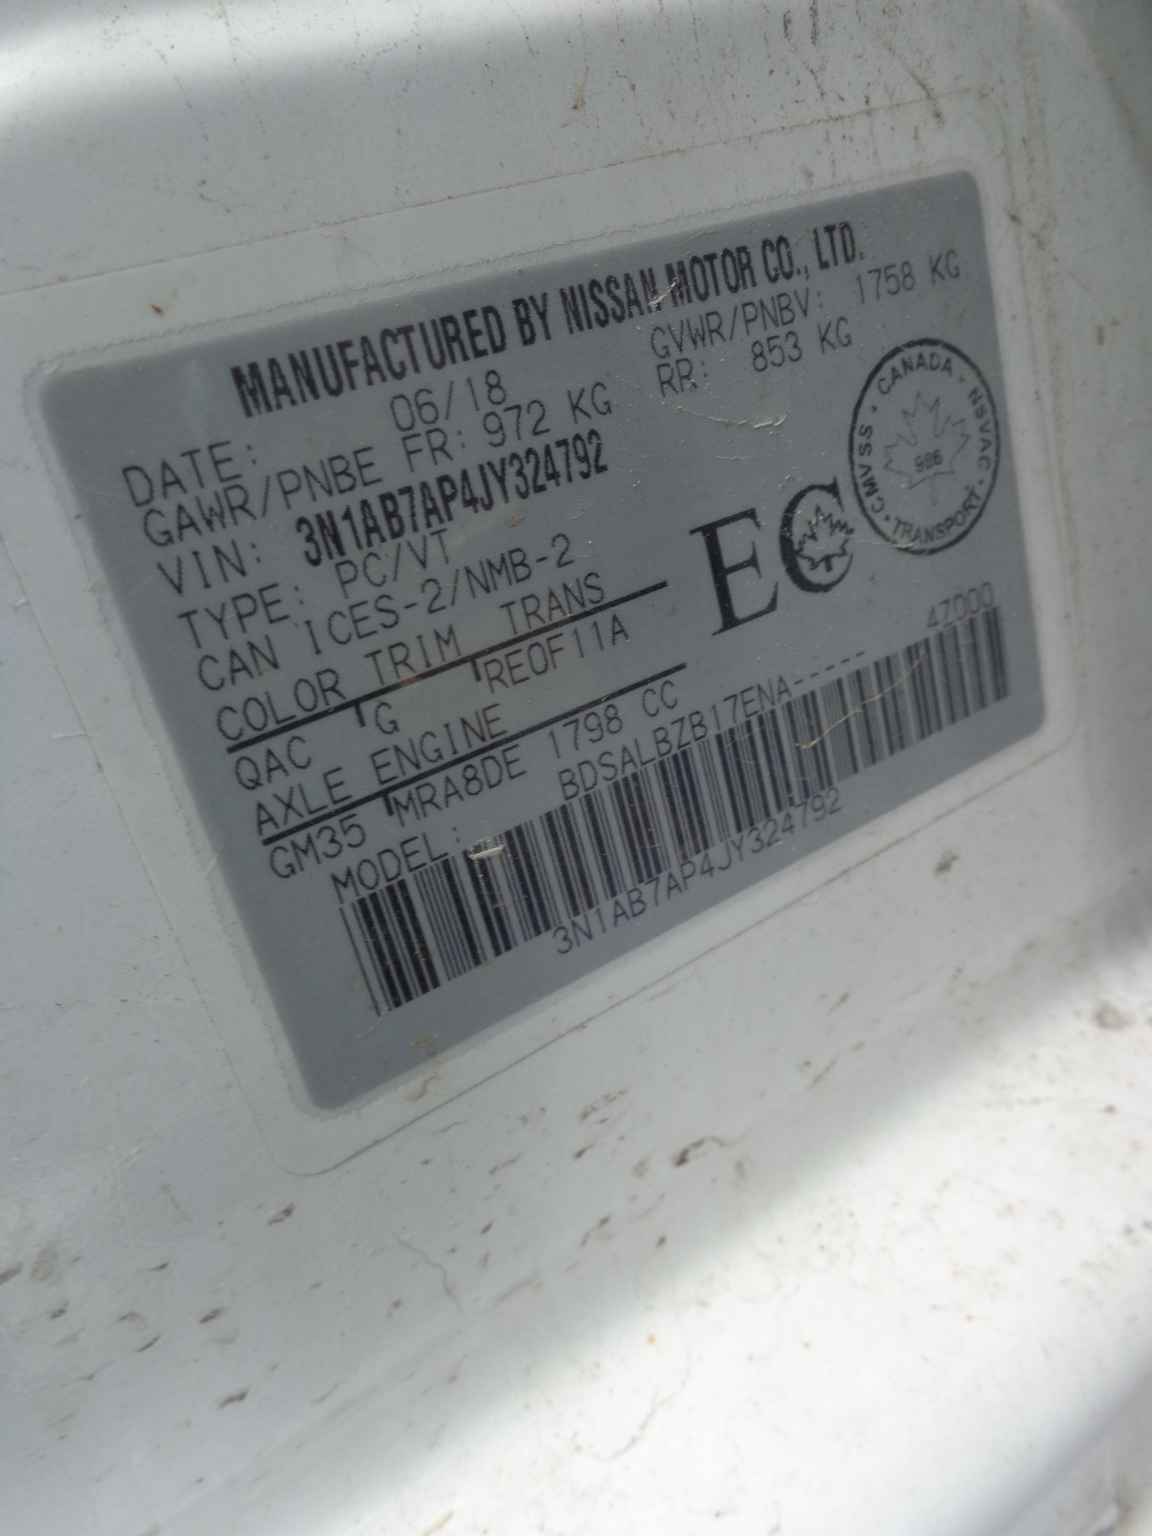 MANUFACTURED BY NISSAN MOTOR CO., LTD.
DATE: 06/18 GVWR/PNBV: 1758 KG
GAWR/PNBE FR: 972 KG RR: 853 KG
VIN: 3N1AB7AP4JY324792
TYPE: PC/VT
CAN ICES-2/NMB-2
COLOR TRIM TRANS
QAC G RE0F11A
AXLE ENGINE
GM35 MRA8DE 1798 CC
MODEL: BDSALBZB17ENA----- 4Z000
3N1AB7AP4JY324792
EC
CANADA · NSVAC · TRANSPORT · CMVSS ·
906